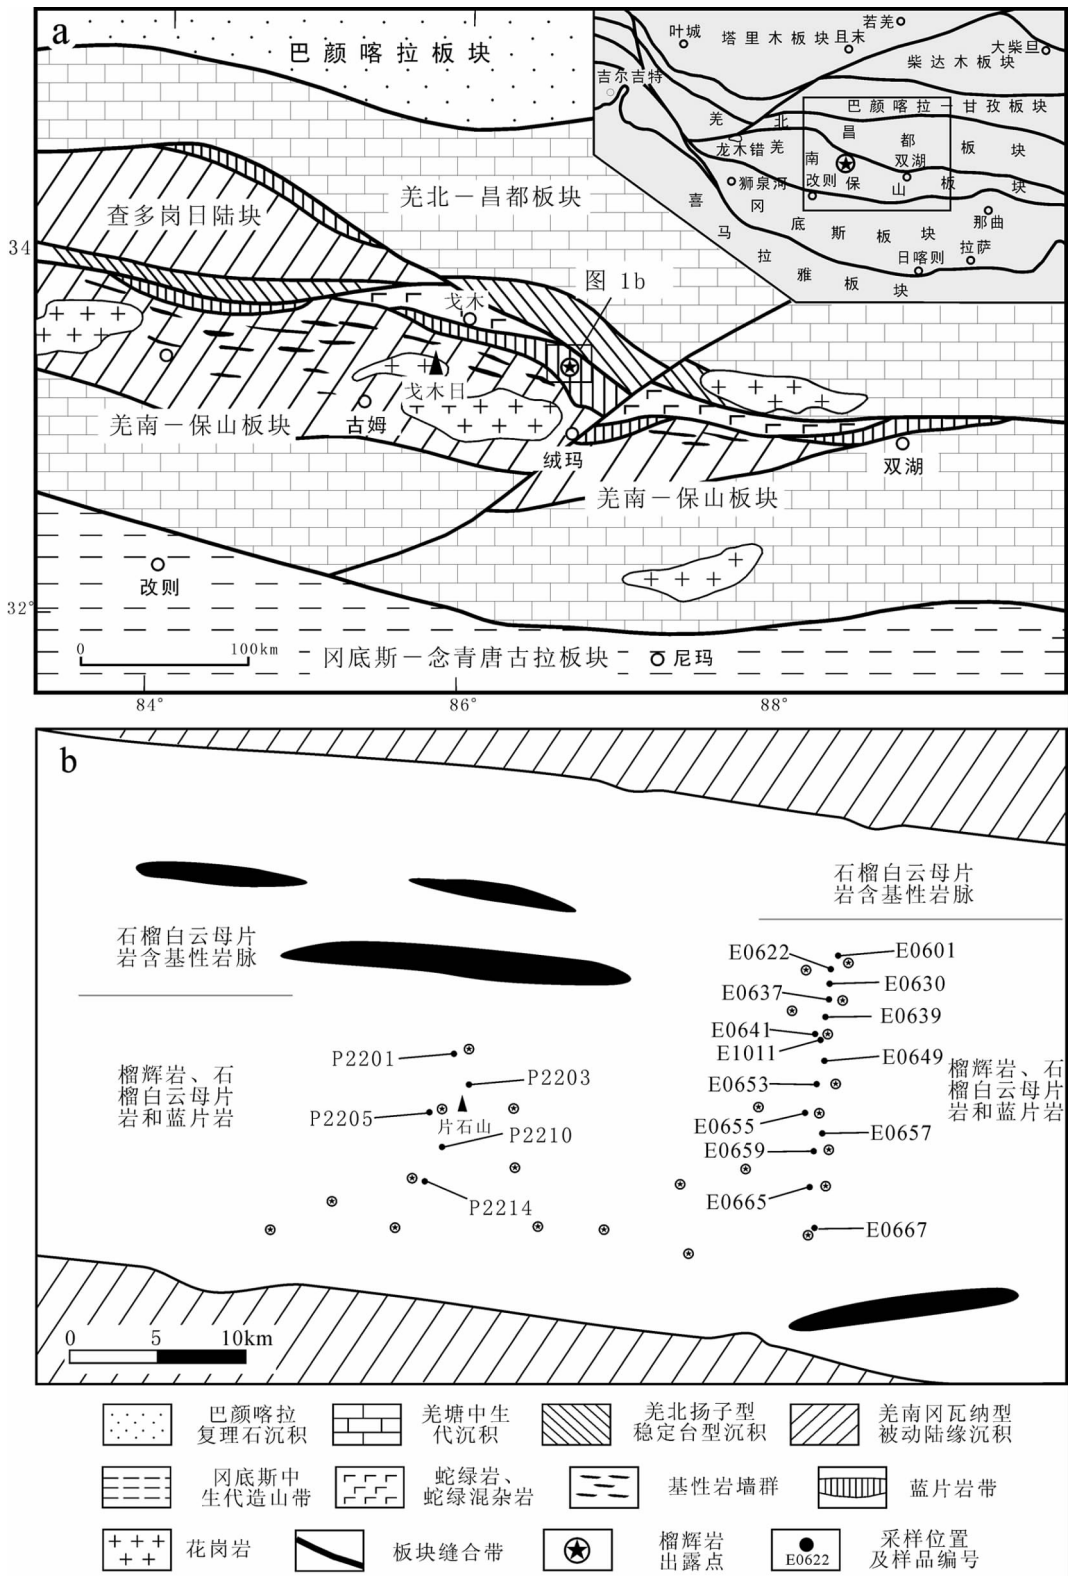 a
巴颜喀拉板块
叶城
塔里木板块
且末
若羌
大柴旦
柴达木板块
吉尔吉特
巴颜喀拉－甘孜板块
羌北昌都板块
龙木错
羌南保山板块
双湖
狮泉河
改则
冈底斯板块
那曲
喜马拉雅板块
日喀则
拉萨
查多岗日陆块
羌北－昌都板块
34
图 1b
戈木
戈木日
羌南－保山板块
古姆
绒玛
双湖
羌南－保山板块
改则
32°
0
100km
冈底斯－念青唐古拉板块
尼玛
84°
86°
88°
b
石榴白云母片
岩含基性岩脉
石榴白云母片
岩含基性岩脉
E0622
E0601
E0630
E0637
E0639
E0641
E1011
E0649
P2201
榴辉岩、石
榴白云母片
岩和蓝片岩
P2203
E0653
榴辉岩、石
榴白云母片
岩和蓝片岩
P2205
片石山
E0655
P2210
E0657
E0659
P2214
E0665
E0667
0
5
10km
巴颜喀拉
复理石沉积
羌塘中生
代沉积
羌北扬子型
稳定台型沉积
羌南冈瓦纳型
被动陆缘沉积
冈底斯中
生代造山带
蛇绿岩、
蛇绿混杂岩
基性岩墙群
蓝片岩带
花岗岩
板块缝合带
榴辉岩
出露点
E0622
采样位置
及样品编号